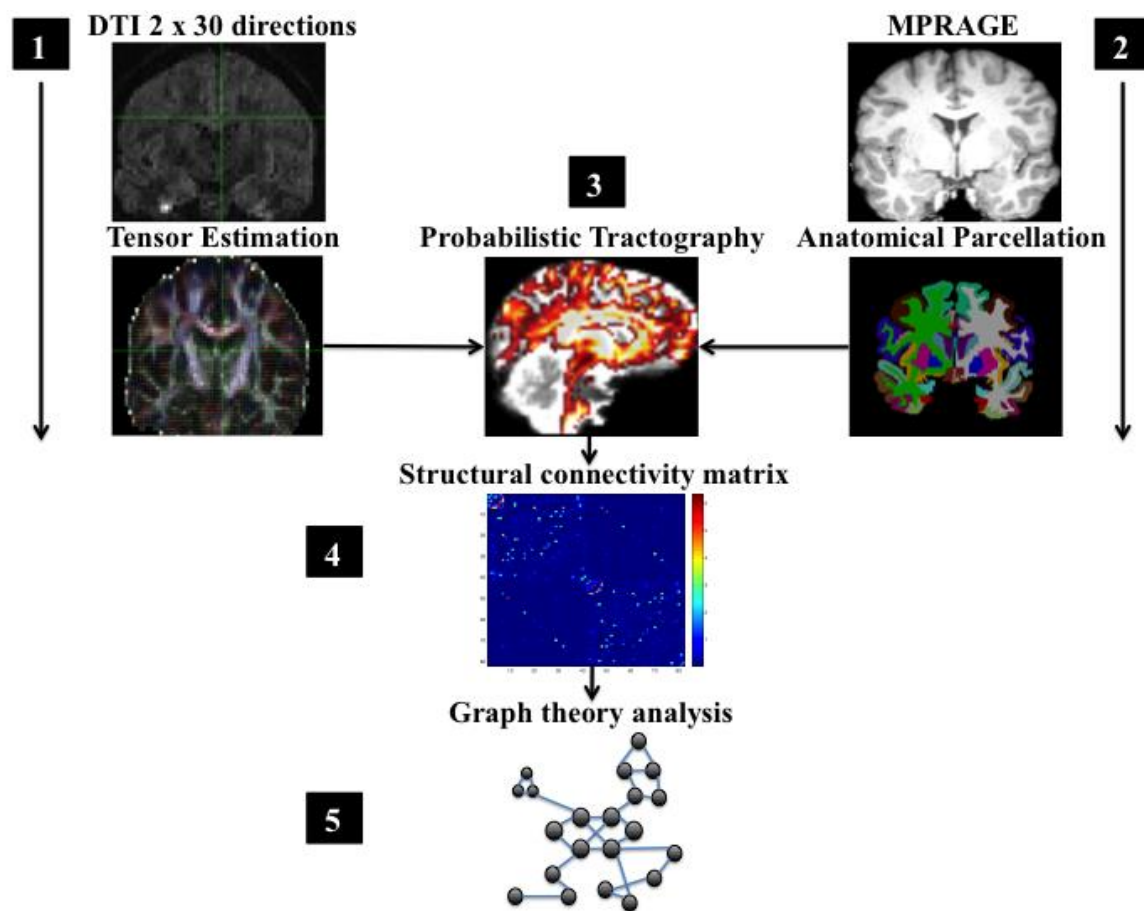 1
DTI 2 x 30 directions
MPRAGE
2
3
Tensor Estimation
Probabilistic Tractography
Anatomical Parcellation
Structural connectivity matrix
4
Graph theory analysis
5